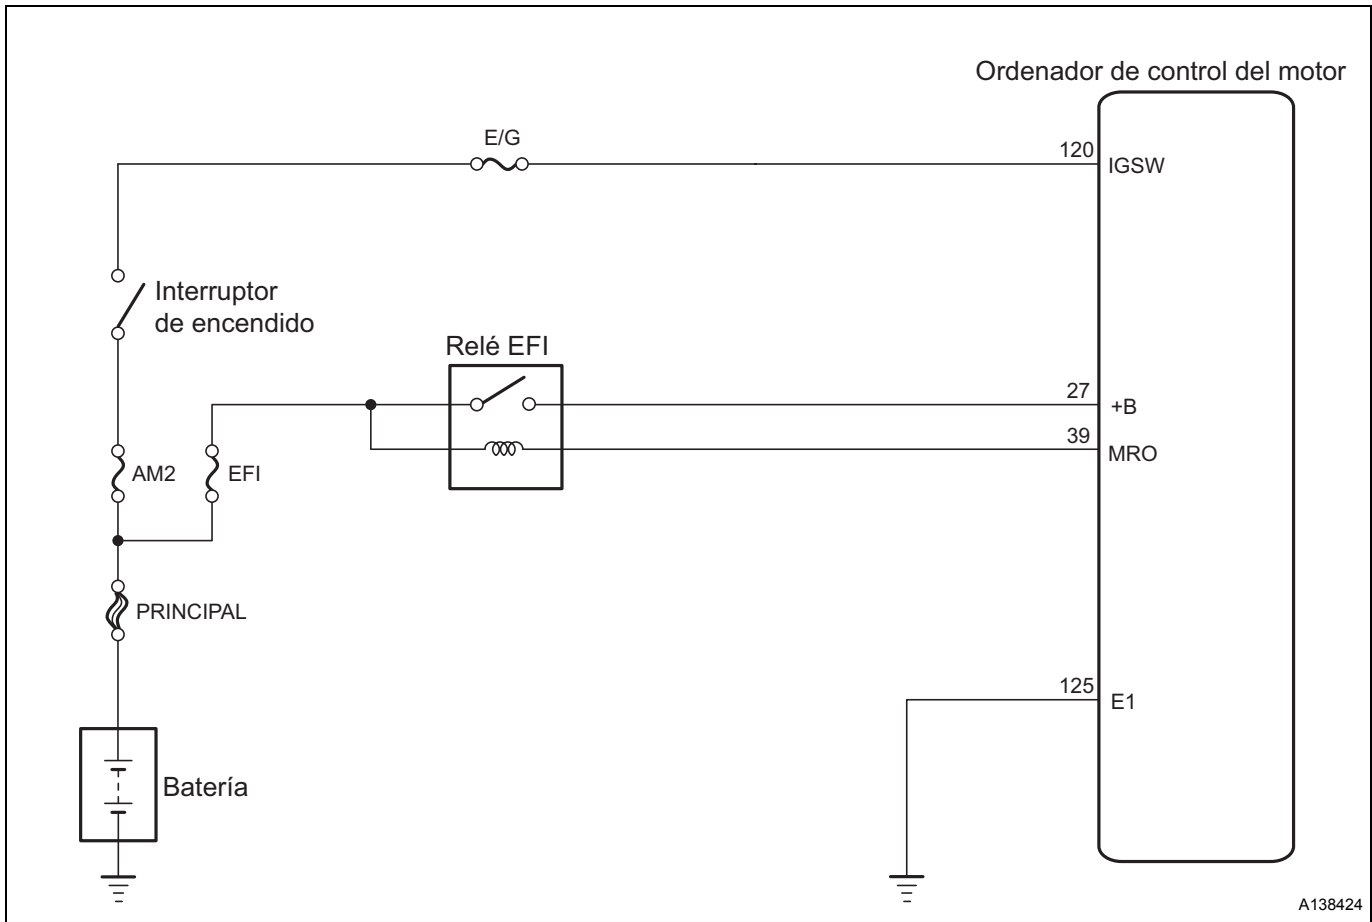 Ordenador de control del motor
E/G
120
IGSW
Interruptor
de encendido
Relé EFI
27
+B
39
MRO
AM2
EFI
PRINCIPAL
125
E1
Batería
A138424